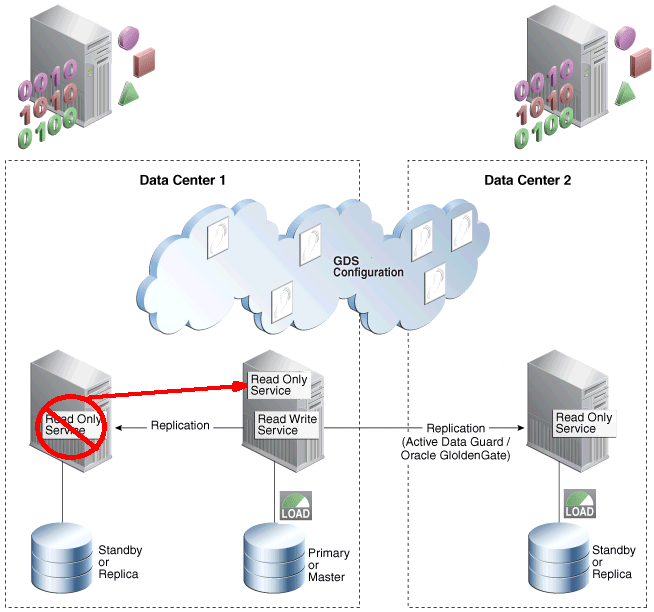 0010
1010
0100
0010
1010
0100
Data Center 1
Data Center 2
GDS
Configuration
Read Only
Service
Read Only
Service
Read Write
Service
Read Only
Service
Replication
Replication
(Active Data Guard /
Oracle GloldenGate)
LOAD
LOAD
Standby
or
Replica
Primary
or
Master
Standby
or
Replica